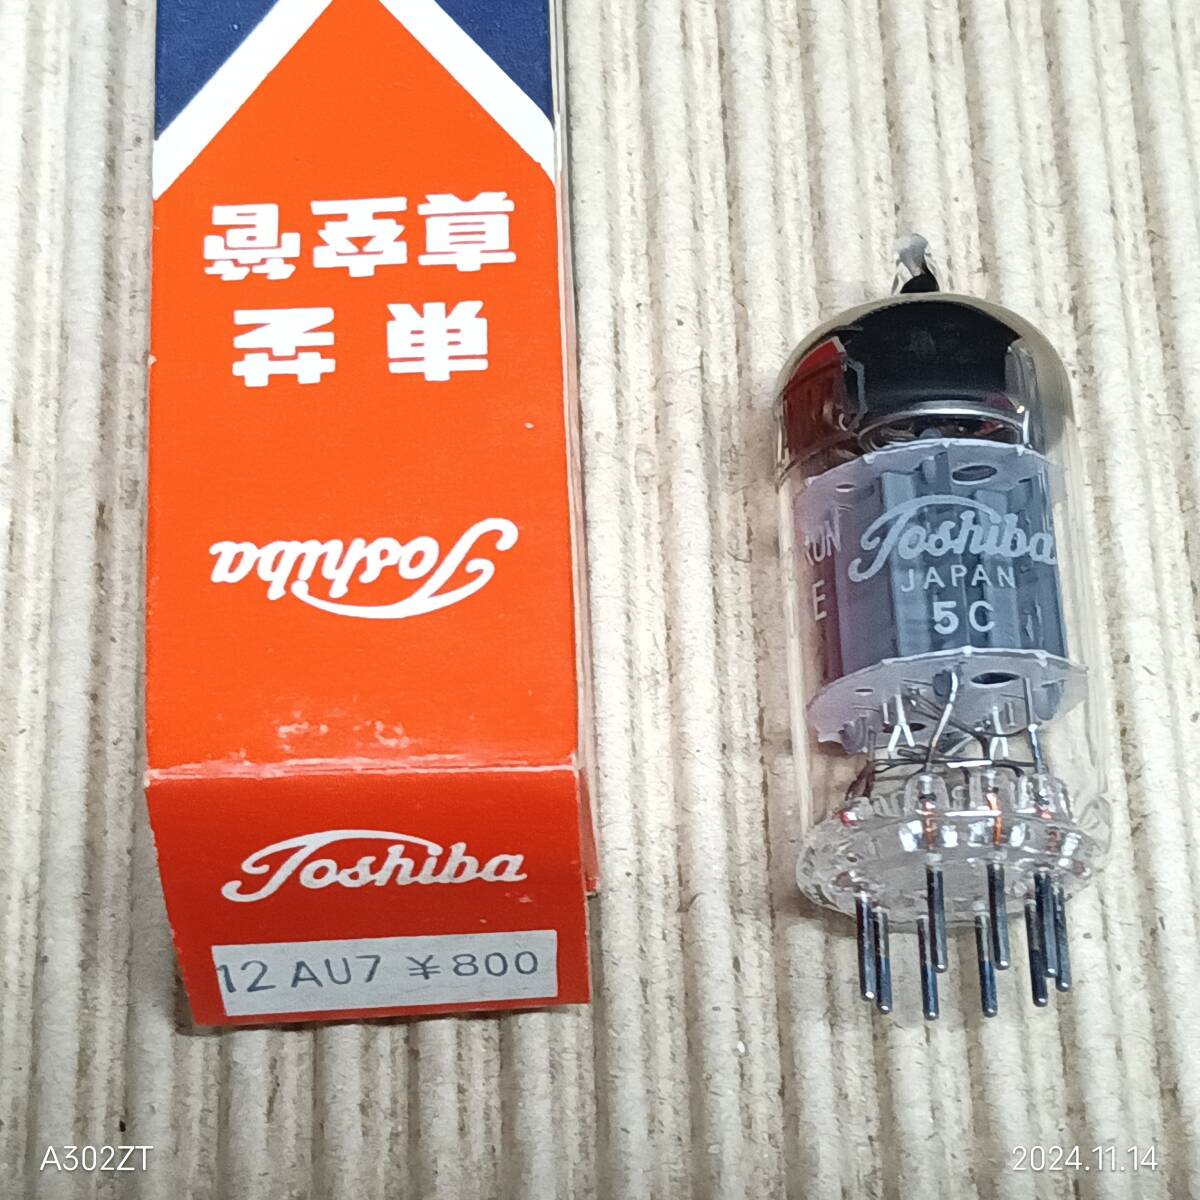 東芝
真空管
Toshiba
Toshiba
12AU7 ¥800
Toshiba
JAPAN
5C
E
A302ZT
2024.11.14